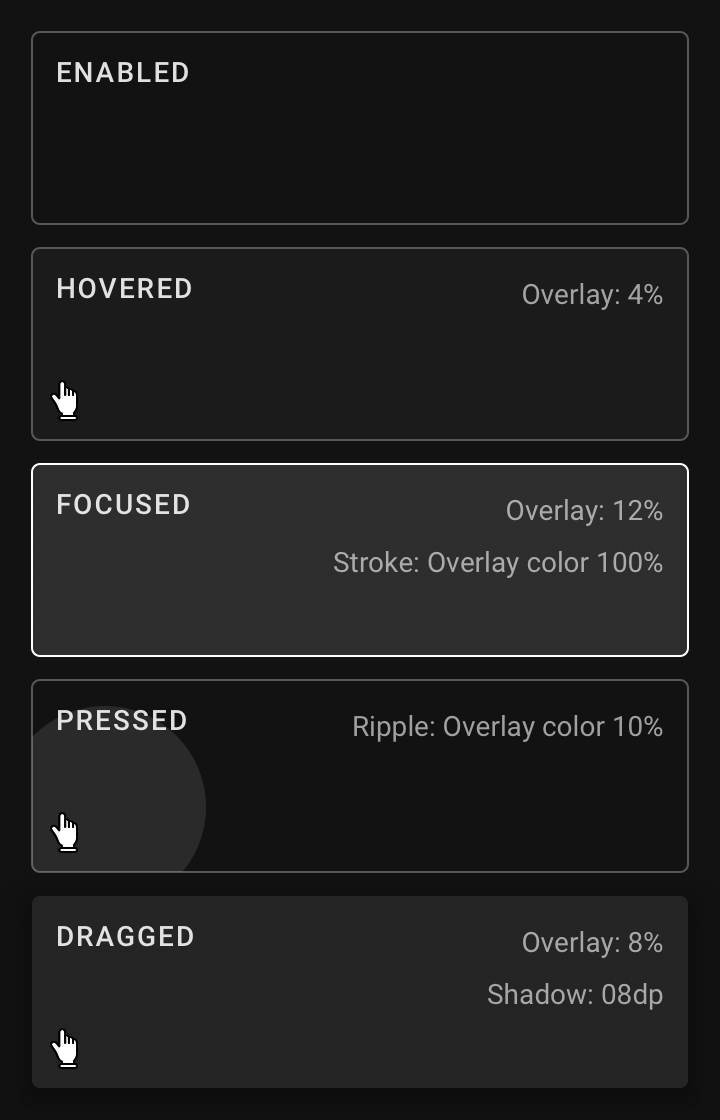 ENABLED
HOVERED
Overlay: 4%
FOCUSED
Overlay: 12%
Stroke: Overlay color 100%
PRESSED
Ripple: Overlay color 10%
DRAGGED
Overlay: 8%
Shadow: 08dp